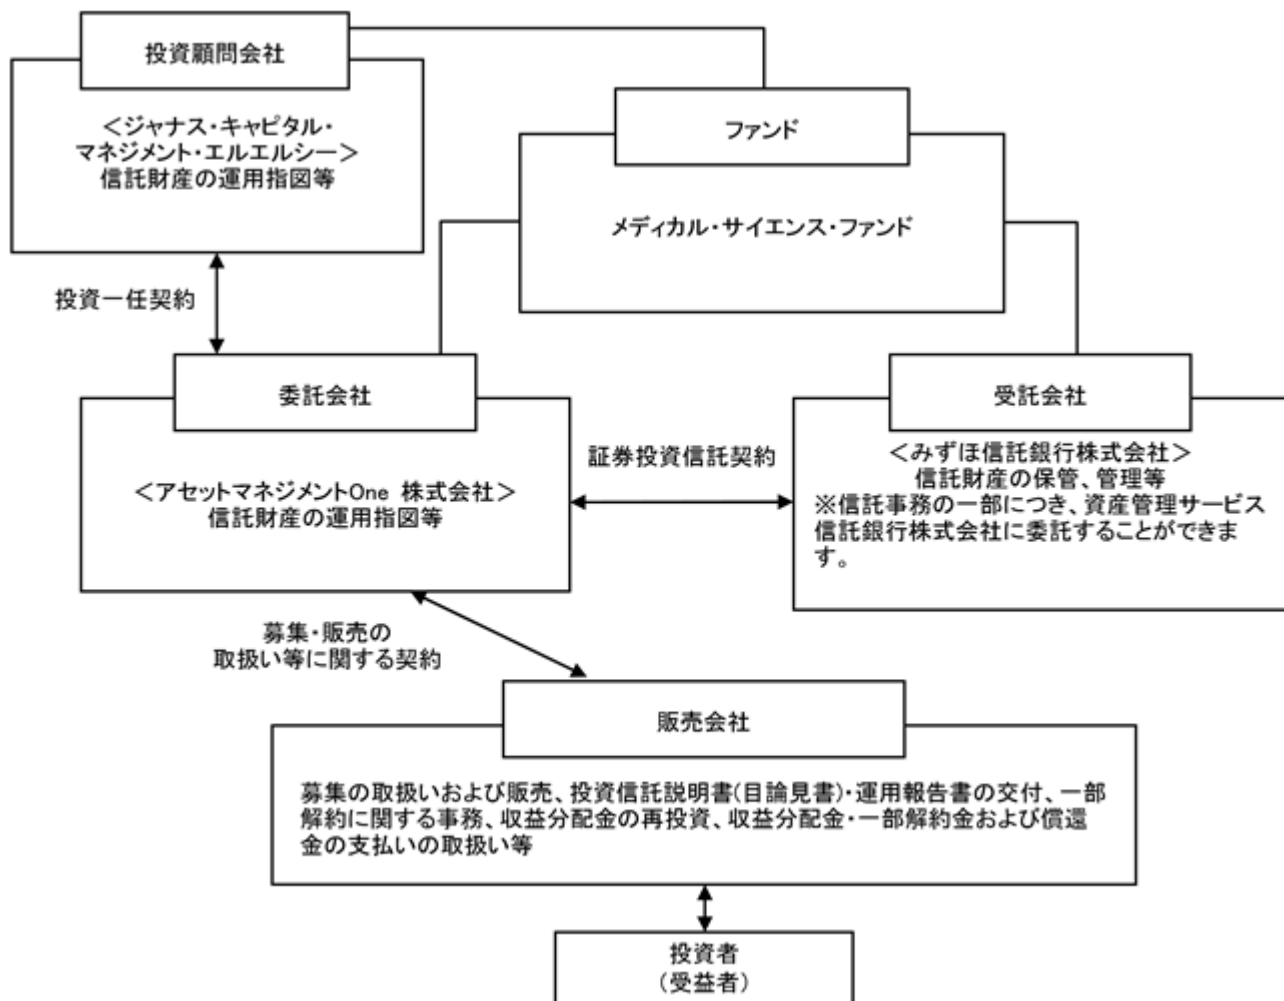 投資顧問会社
＜ジャナス・キャピタル・
マネジメント・エルエルシー＞
信託財産の運用指図等
ファンド
メディカル・サイエンス・ファンド
投資一任契約
委託会社
＜アセットマネジメントOne 株式会社＞
信託財産の運用指図等
証券投資信託契約
受託会社
＜みずほ信託銀行株式会社＞
信託財産の保管、管理等
※信託事務の一部につき、資産管理サービス
信託銀行株式会社に委託することができま
す。
募集・販売の
取扱い等に関する契約
販売会社
募集の取扱いおよび販売、投資信託説明書(目論見書)・運用報告書の交付、一部
解約に関する事務、収益分配金の再投資、収益分配金・一部解約金および償還
金の支払いの取扱い等
投資者
（受益者）